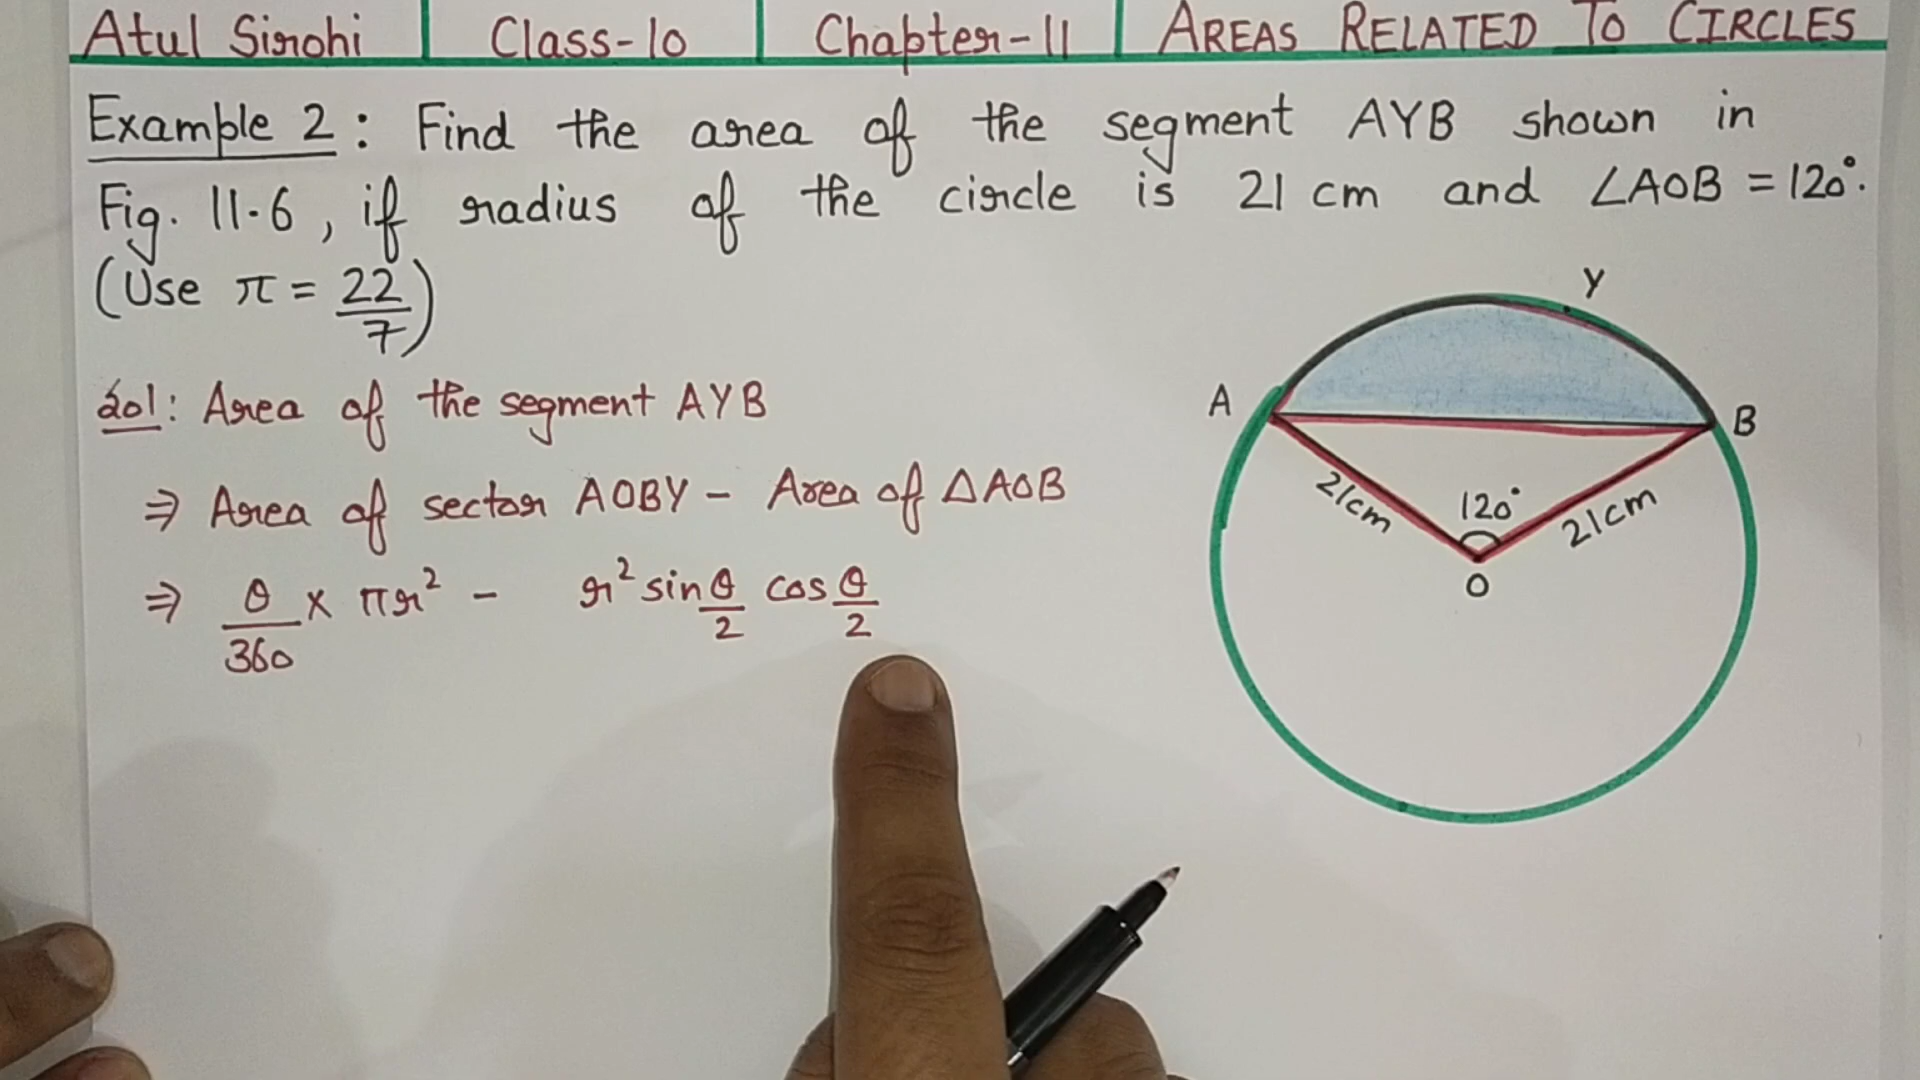 Atul Sirohi | Class-10 | Chapter-11 | AREAS RELATED TO CIRCLES
Example 2: Find the area of the segment AYB shown in
Fig. 11.6, if radius of the circle is 21 cm and ∠AOB = 120°.
(Use π = 22/7)
Sol: Area of the segment AYB
⇒ Area of sector AOBY - Area of △AOB
⇒ θ/360 × πr² - r² sin θ/2 cos θ/2
Y
A
B
21cm
120°
21cm
O